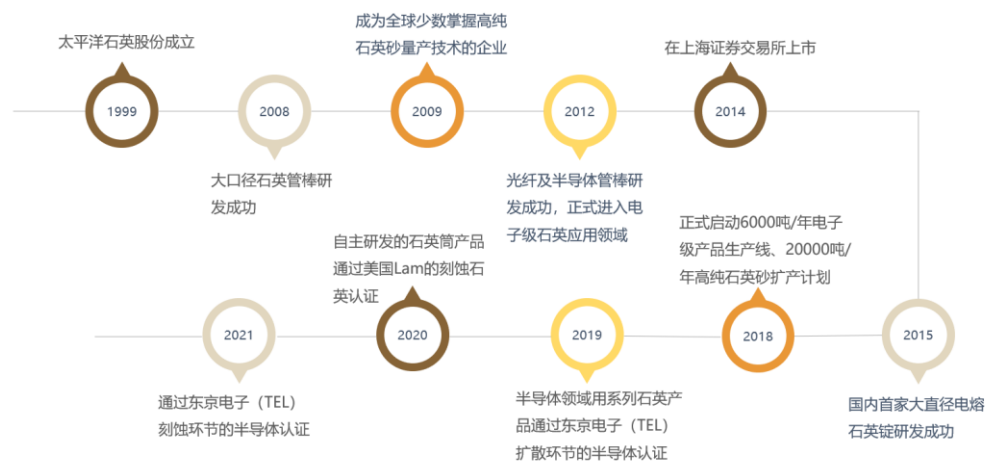 太平洋石英股份成立
1999
2008
大口径石英管棒研
发成功
成为全球少数掌握高纯
石英砂量产技术的企业
2009
2012
光纤及半导体管棒研
发成功，正式进入电
子级石英应用领域
在上海证券交易所上市
2014
2015
国内首家大直径电熔
石英锭研发成功
正式启动6000吨/年电子
级产品生产线、20000吨/
年高纯石英砂扩产计划
2018
2019
半导体领域用系列石英产
品通过东京电子（TEL）
扩散环节的半导体认证
自主研发的石英筒产品
通过美国Lam的刻蚀石
英认证
2020
2021
通过东京电子（TEL）
刻蚀环节的半导体认证